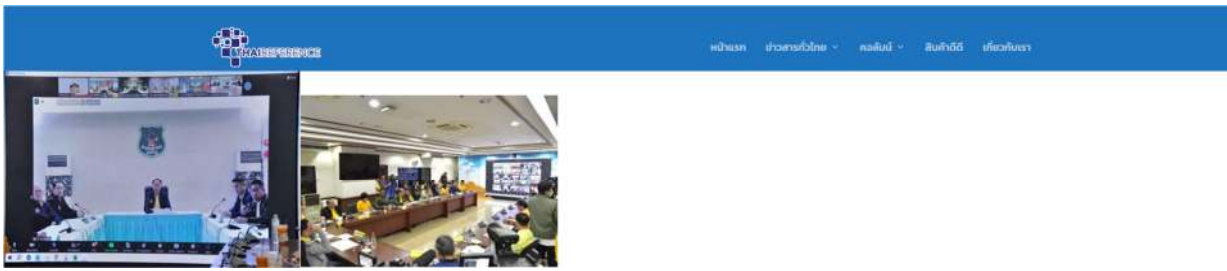 THAIREFERENCE
หน้าแรก ข่าวสารทั่วไทย คอลัมน์ สินค้าดีดี เกี่ยวกับเรา